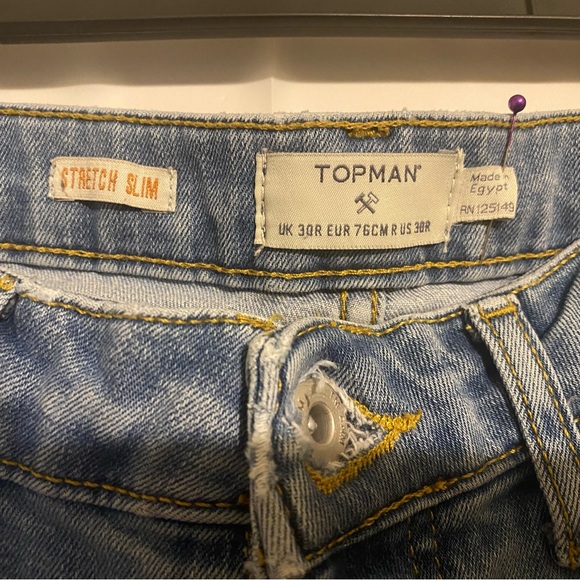 STRETCH SLIM
TOPMAN®
UK 30R EUR 76CM R US 30R
Made in
Egypt
RN 125149